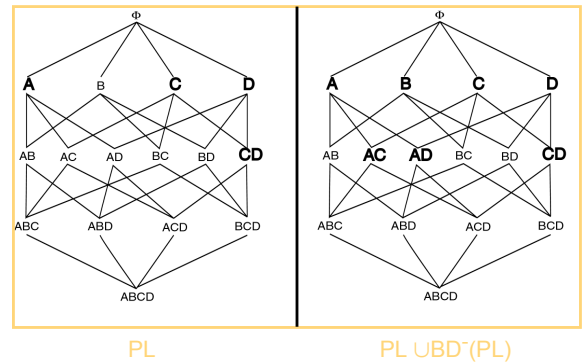 Φ Φ
A B C D A B C D
AB AC AD BC BD CD AB AC AD BC BD CD
ABC ABD ACD BCD ABC ABD ACD BCD
ABCD ABCD
PL PL ∪BD⁻(PL)